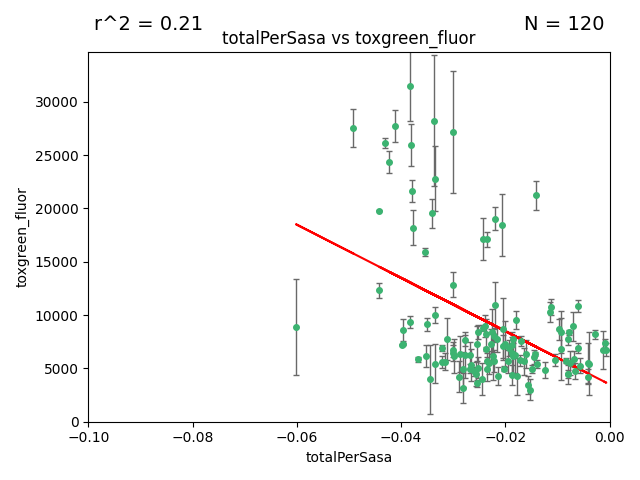 r^2 = 0.21 N = 120
totalPerSasa vs toxgreen_fluor
30000
25000
20000
15000
10000
5000
0
toxgreen_fluor
−0.10 −0.08 −0.06 −0.04 −0.02 0.00
totalPerSasa